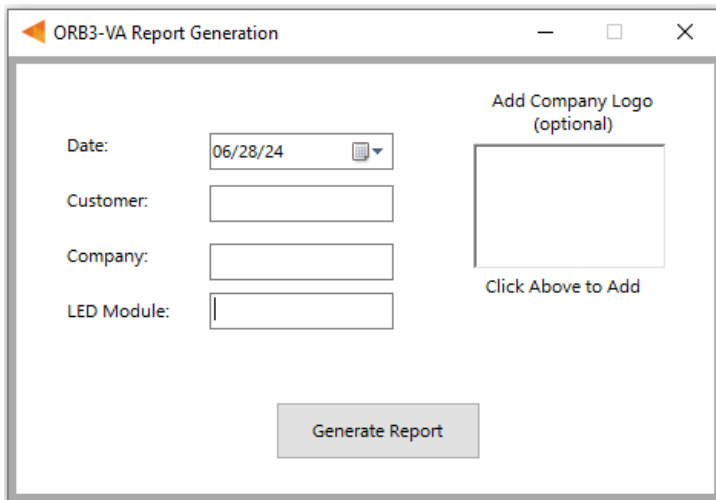 ORB3-VA Report Generation
Add Company Logo
(optional)
Date:
06/28/24
Customer:
Company:
Click Above to Add
LED Module:
Generate Report